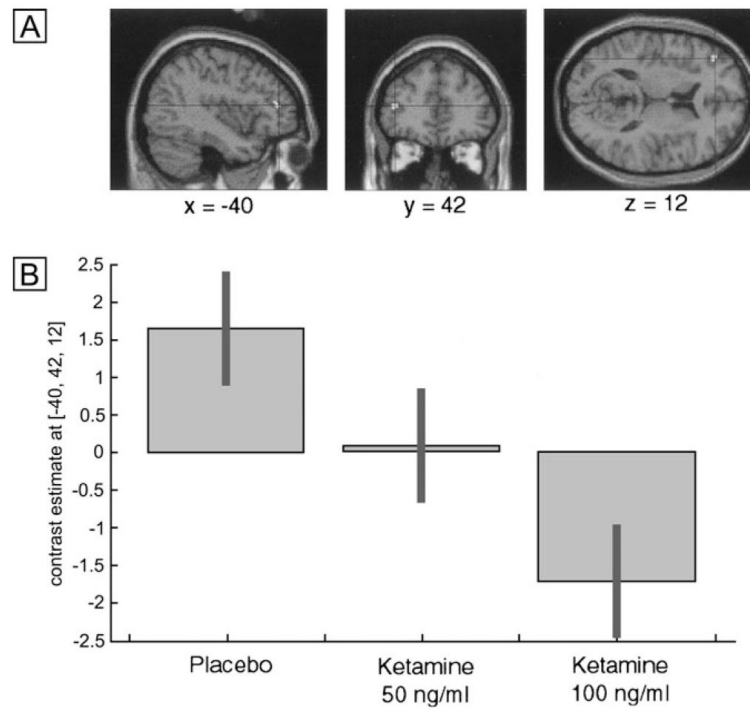 A
x = -40
y = 42
z = 12
B
contrast estimate at [-40, 42, 12]
2.5
2
1.5
1
0.5
0
-0.5
-1
-1.5
-2
-2.5
Placebo
Ketamine
50 ng/ml
Ketamine
100 ng/ml